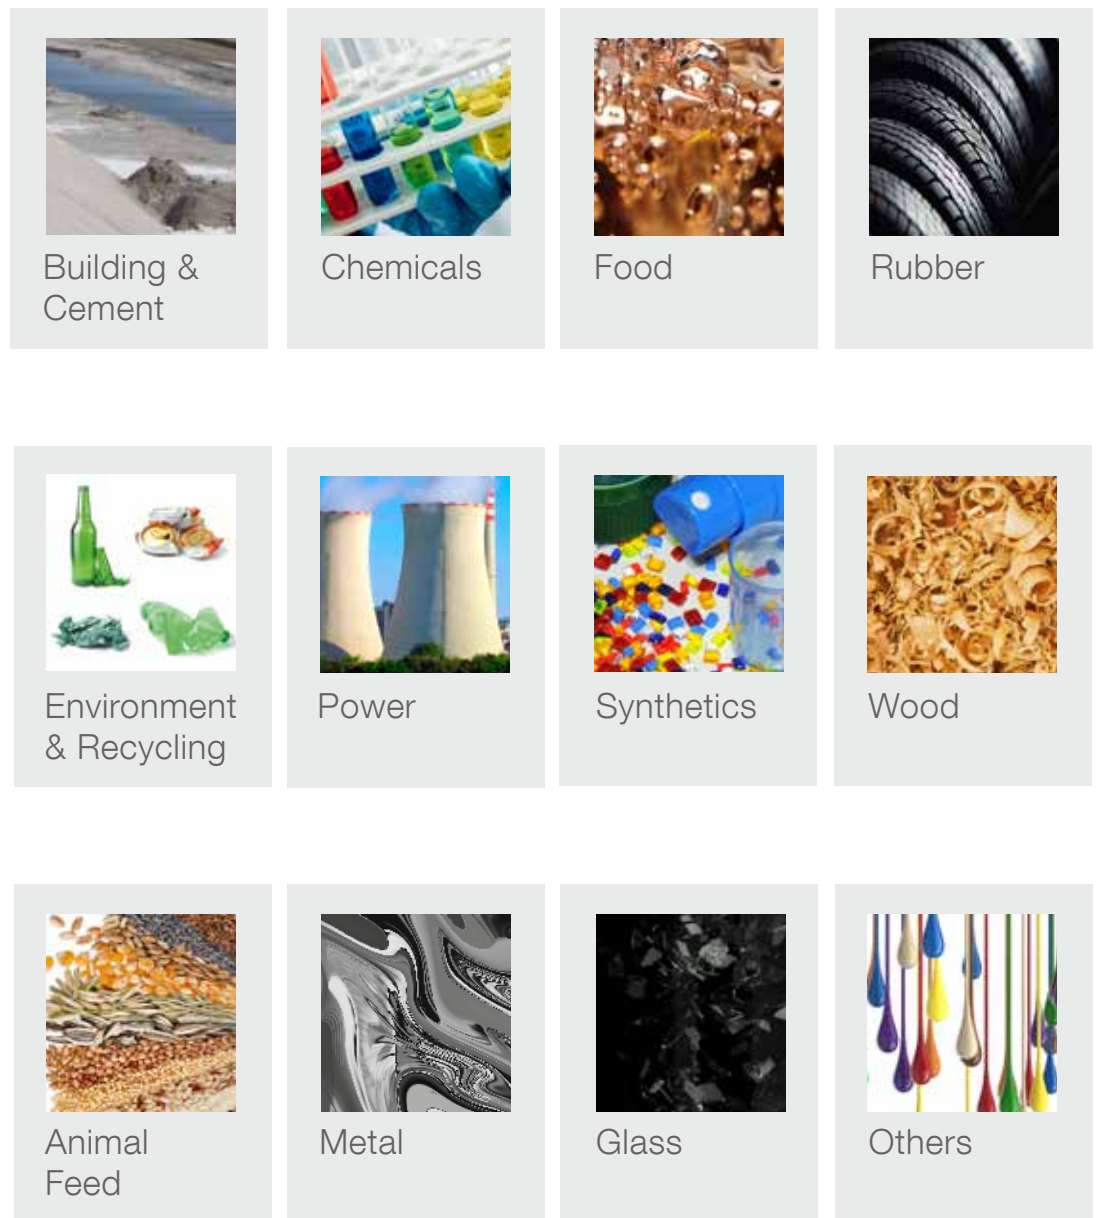 Building &
Cement
Chemicals
Food
Rubber
Environment
& Recycling
Power
Synthetics
Wood
Animal
Feed
Metal
Glass
Others